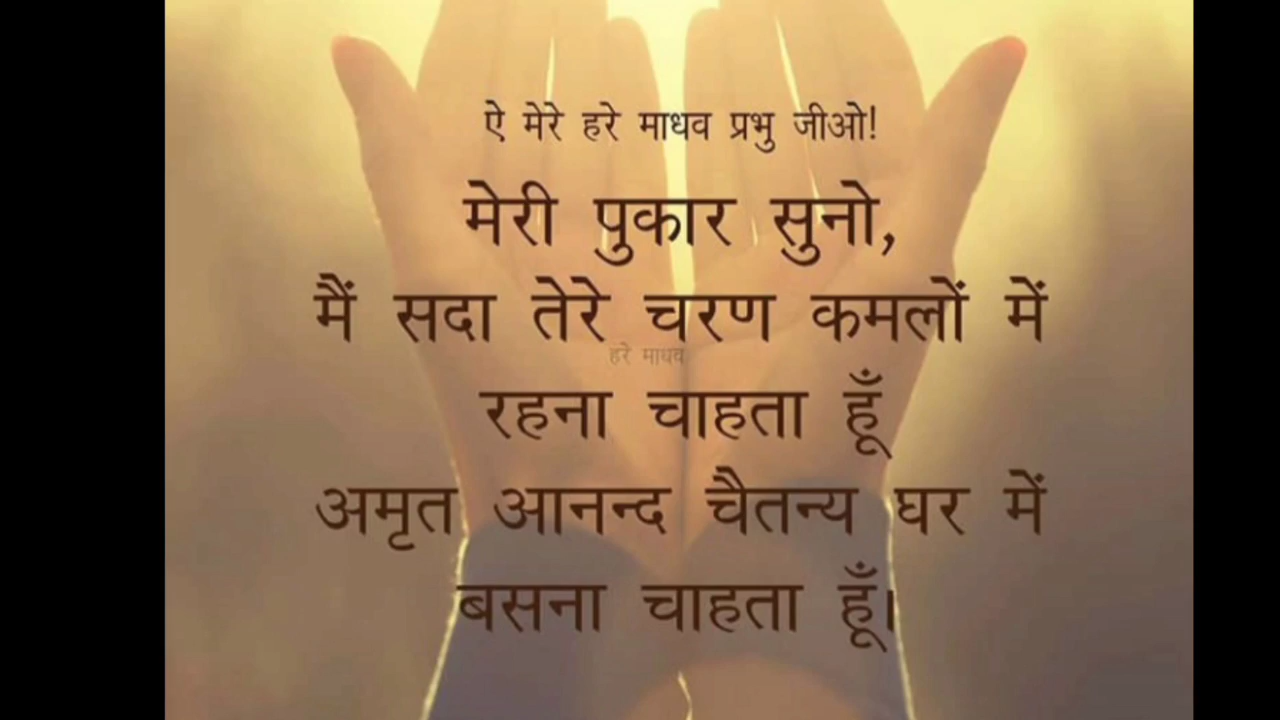 ऐ मेरे हरे माधव प्रभु जीओ!
मेरी पुकार सुनो,
मैं सदा तेरे चरण कमलों में
हरे माधव
रहना चाहता हूँ
अमृत आनन्द चैतन्य घर में
बसना चाहता हूँ।